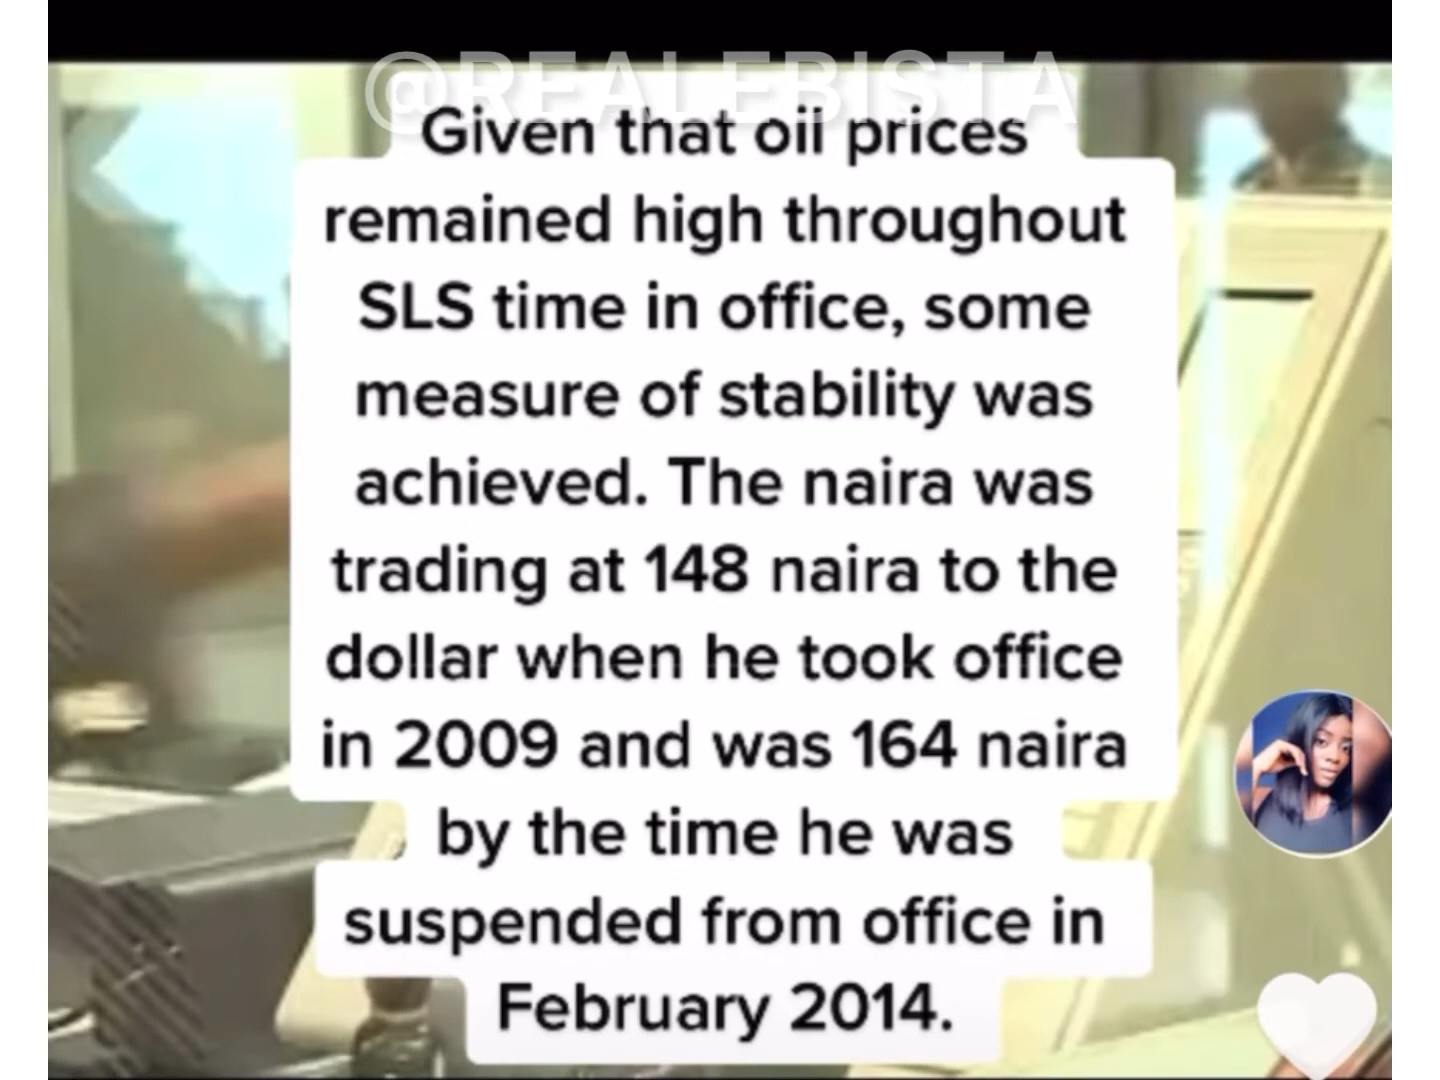 @REALEBISTA
Given that oil prices
remained high throughout
SLS time in office, some
measure of stability was
achieved. The naira was
trading at 148 naira to the
dollar when he took office
in 2009 and was 164 naira
by the time he was
suspended from office in
February 2014.